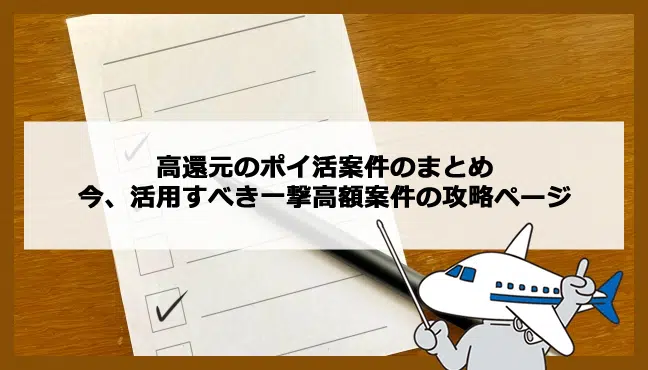 高還元のポイ活案件のまとめ
今、活用すべき一撃高額案件の攻略ページ